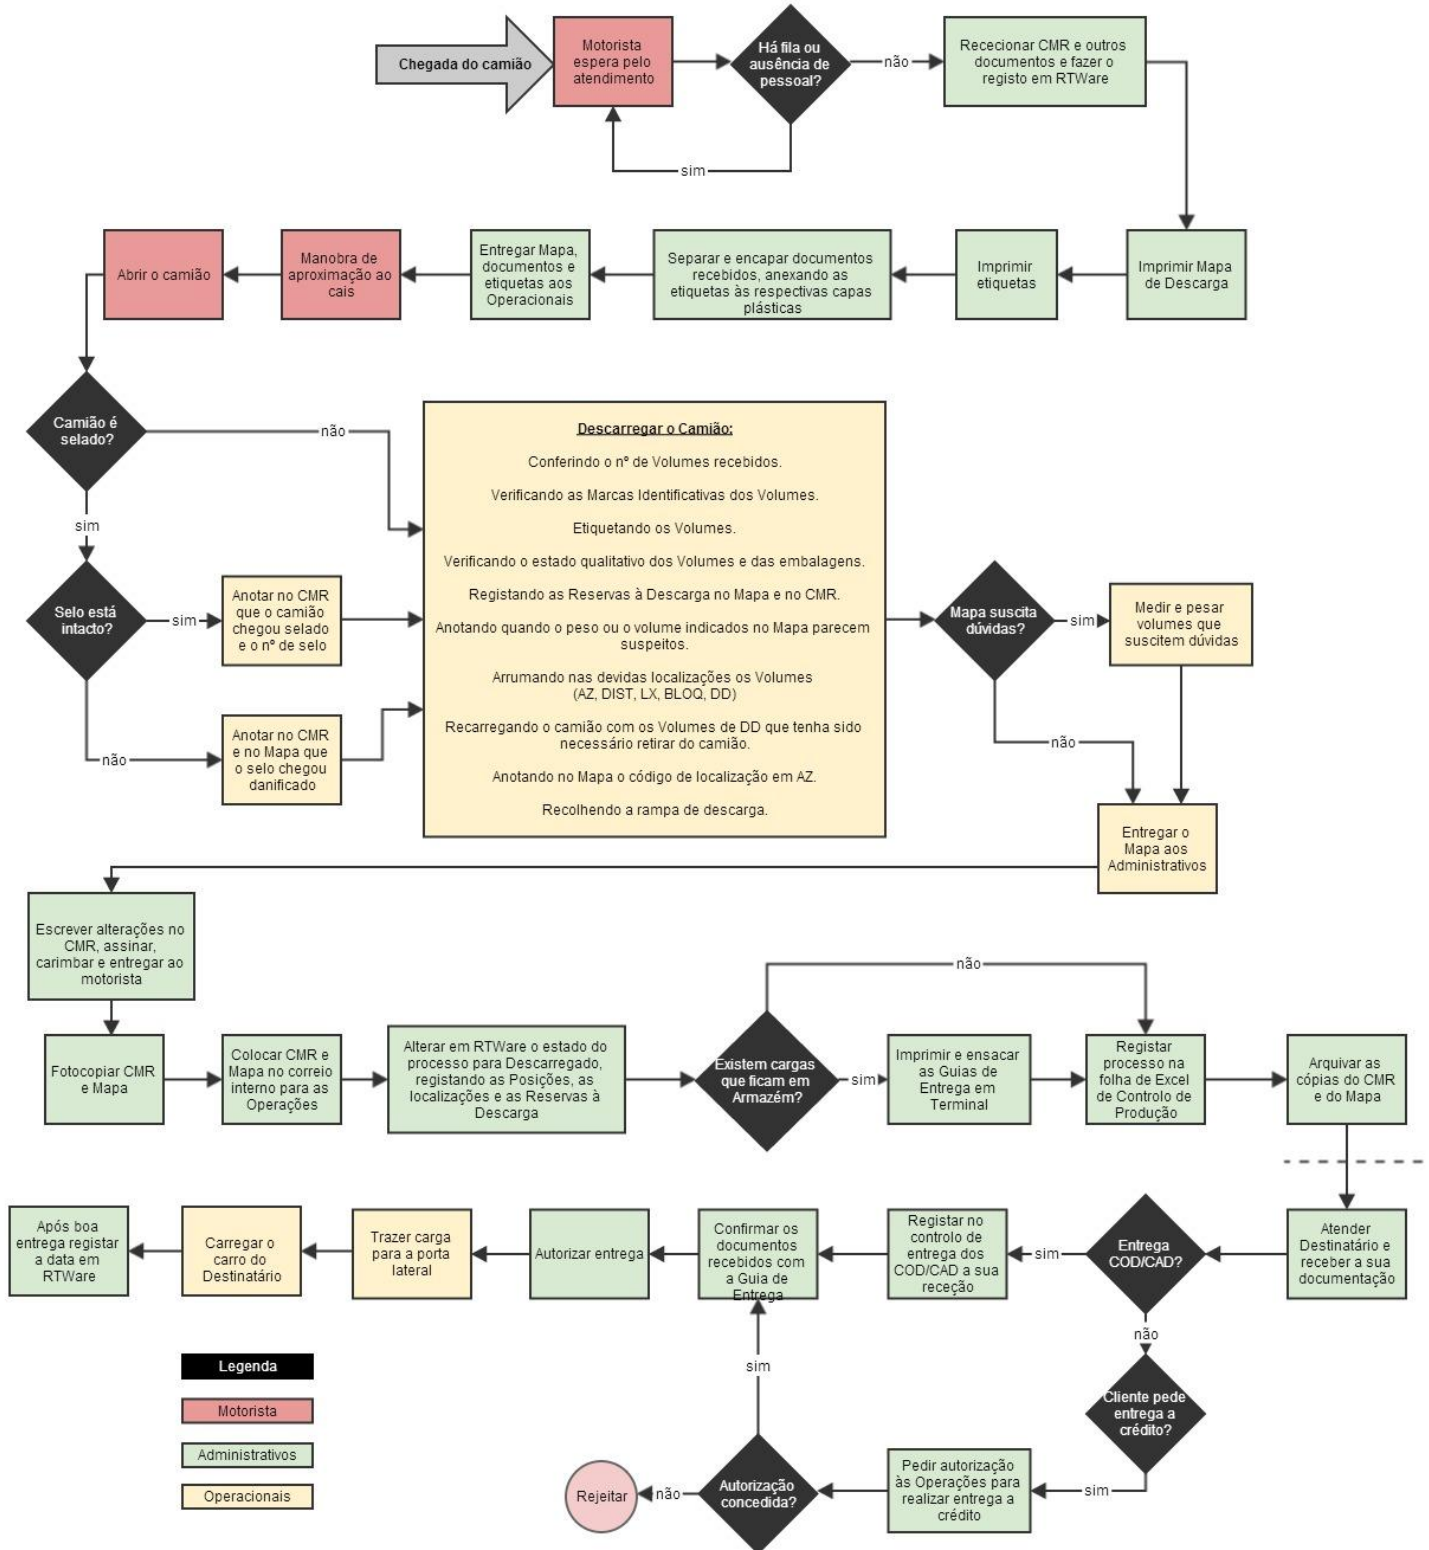 Chegada do camião
Motorista
espera pelo
atendimento
Há fila ou
ausência de
pessoal?
não
sim
Rececionar CMR e outros
documentos e fazer o
registo em RTWare
Abrir o camião
Manobra de
aproximação ao
cais
Entregar Mapa,
documentos e
etiquetas aos
Operacionais
Separar e encapar documentos
recebidos, anexando as
etiquetas às respectivas capas
plásticas
Imprimir
etiquetas
Imprimir Mapa
de Descarga
Camião é
selado?
não
sim
Selo está
intacto?
sim
não
Anotar no CMR
que o camião
chegou selado
e o nº de selo
Anotar no CMR
e no Mapa que
o selo chegou
danificado
Descarregar o Camião:
Conferindo o nº de Volumes recebidos.
Verificando as Marcas Identificativas dos Volumes.
Etiquetando os Volumes.
Verificando o estado qualitativo dos Volumes e das embalagens.
Registando as Reservas à Descarga no Mapa e no CMR.
Anotando quando o peso ou o volume indicados no Mapa parecem
suspeitos.
Arrumando nas devidas localizações os Volumes
(AZ, DIST, LX, BLOQ, DD)
Recarregando o camião com os Volumes de DD que tenha sido
necessário retirar do camião.
Anotando no Mapa o código de localização em AZ.
Recolhendo a rampa de descarga.
Mapa suscita
dúvidas?
sim
não
Medir e pesar
volumes que
suscitem dúvidas
Entregar o
Mapa aos
Administrativos
Escrever alterações no
CMR, assinar,
carimbar e entregar ao
motorista
Fotocopiar CMR
e Mapa
Colocar CMR e
Mapa no correio
interno para as
Operações
Alterar em RTWare o estado do
processo para Descarregado,
registando as Posições, as
localizações e as Reservas à
Descarga
Existem cargas
que ficam em
Armazém?
não
sim
Imprimir e ensacar
as Guias de
Entrega em
Terminal
Registar
processo na
folha de Excel
de Controlo de
Produção
Arquivar as
cópias do CMR
e do Mapa
Após boa
entrega registar
a data em
RTWare
Carregar o
carro do
Destinatário
Trazer carga
para a porta
lateral
Autorizar entrega
Confirmar os
documentos
recebidos com
a Guia de
Entrega
Registar no
controlo de
entrega dos
COD/CAD a sua
receção
sim
Entrega
COD/CAD?
não
Atender
Destinatário e
receber a sua
documentação
Cliente pede
entrega a
crédito?
sim
Pedir autorização
às Operações para
realizar entrega a
crédito
Autorização
concedida?
sim
não
Rejeitar
Legenda
Motorista
Administrativos
Operacionais